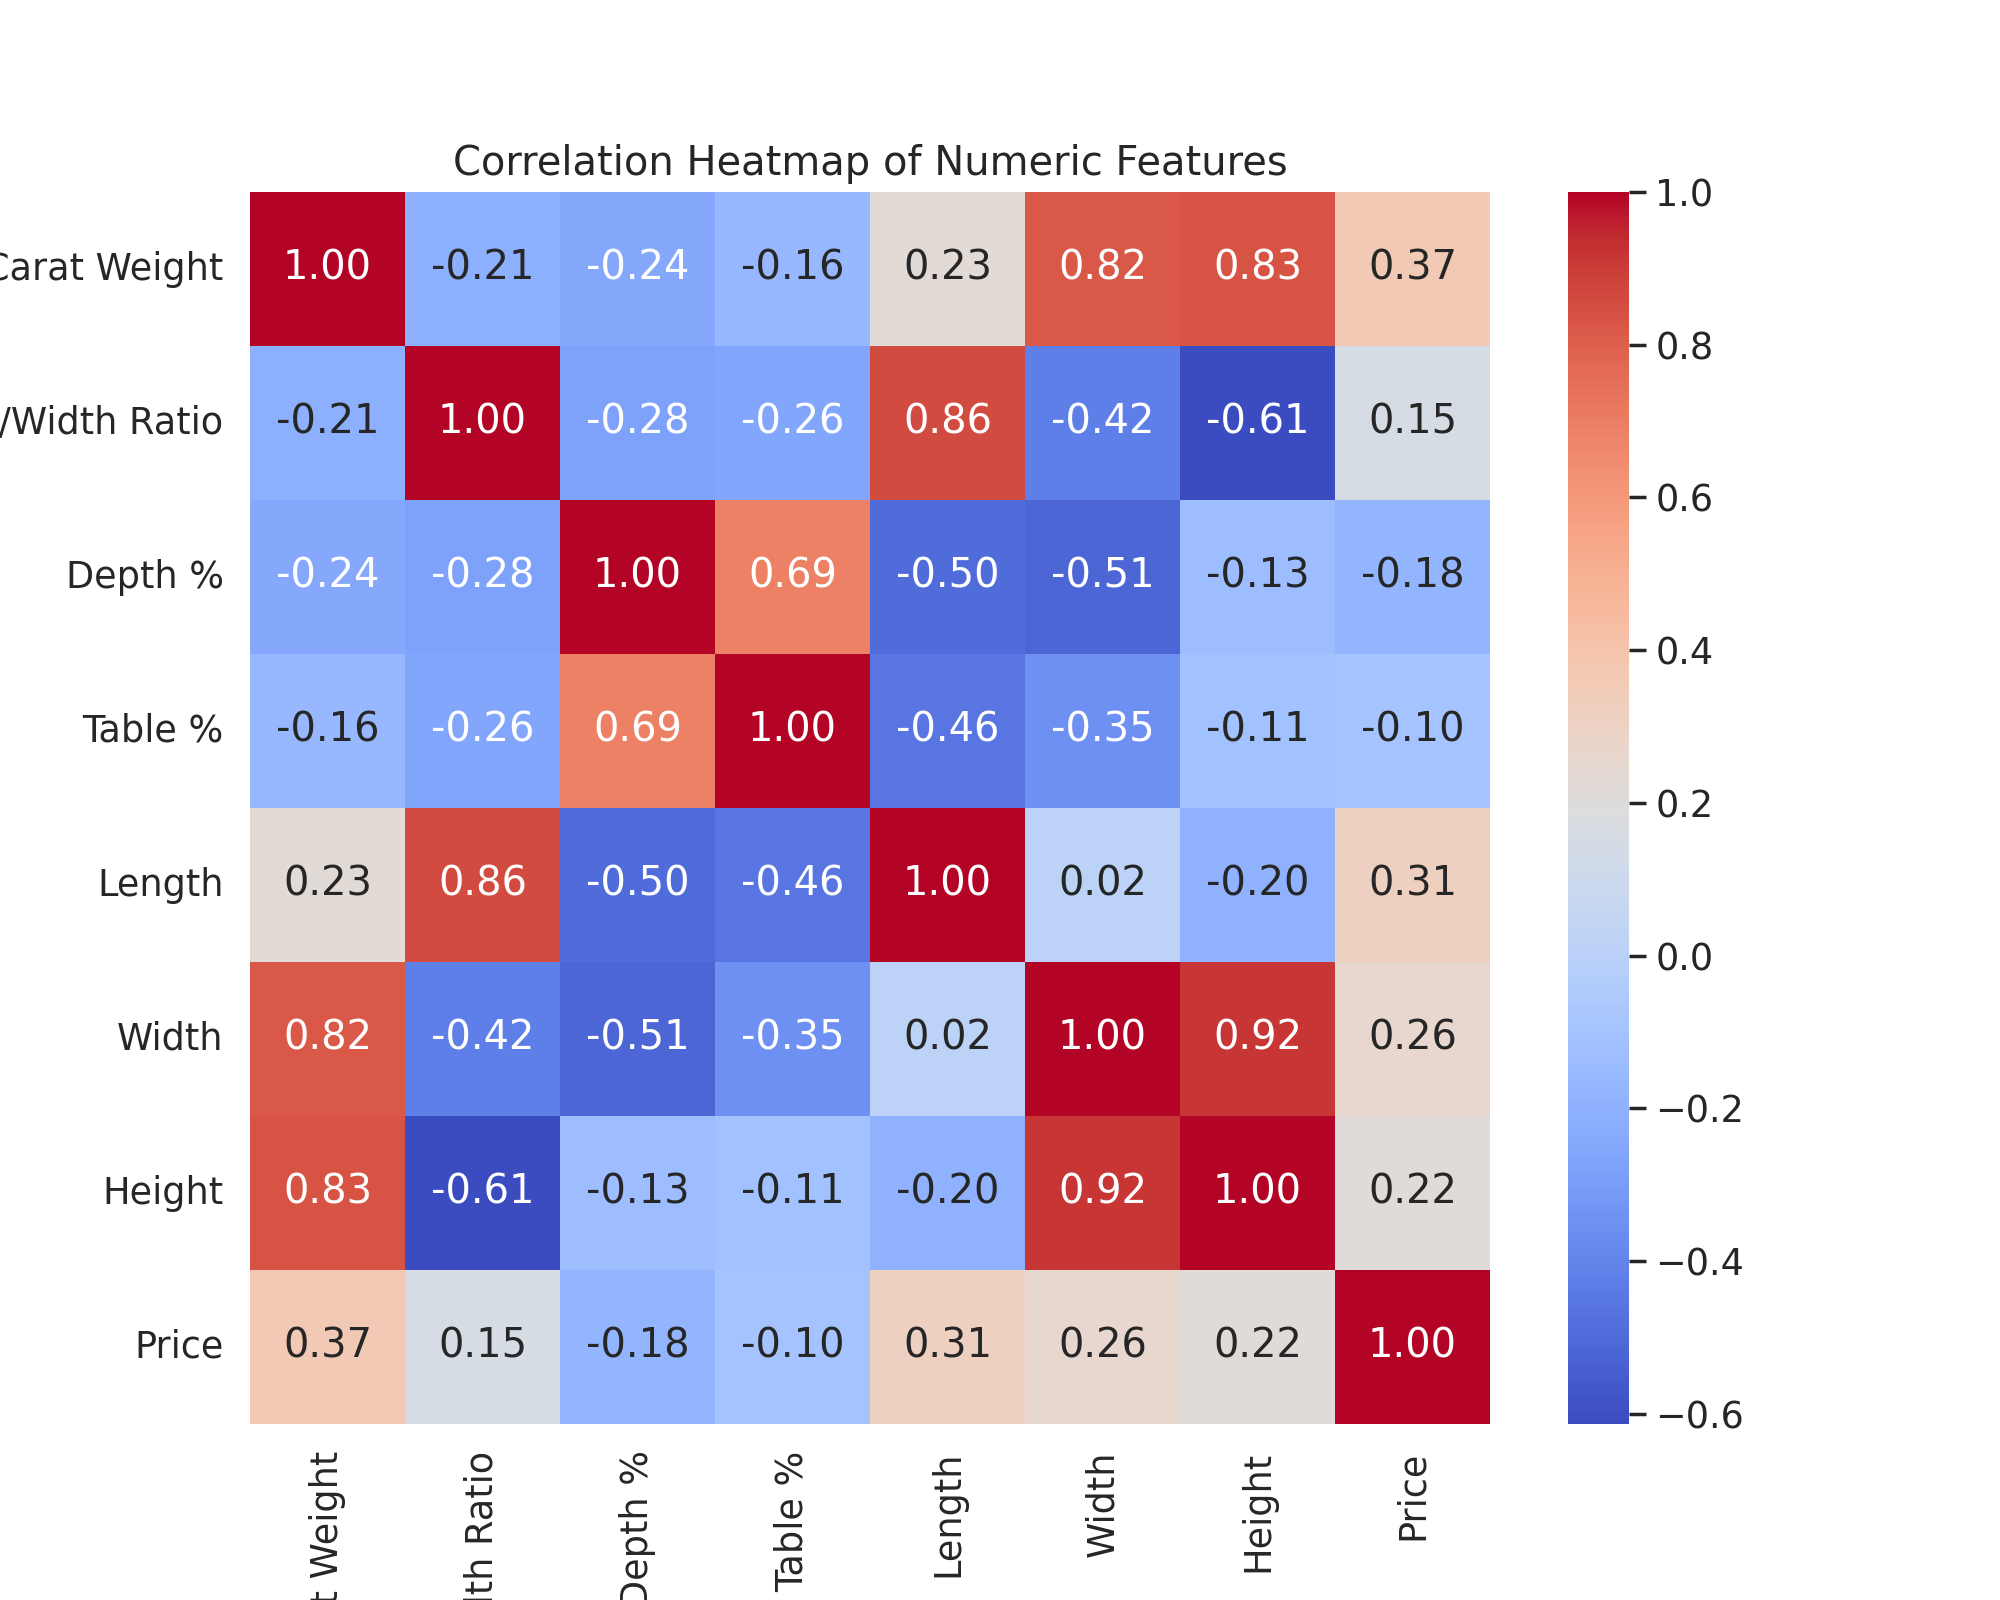 Correlation Heatmap of Numeric Features
Carat Weight 1.00 -0.21 -0.24 -0.16 0.23 0.82 0.83 0.37
/Width Ratio -0.21 1.00 -0.28 -0.26 0.86 -0.42 -0.61 0.15
Depth % -0.24 -0.28 1.00 0.69 -0.50 -0.51 -0.13 -0.18
Table % -0.16 -0.26 0.69 1.00 -0.46 -0.35 -0.11 -0.10
Length 0.23 0.86 -0.50 -0.46 1.00 0.02 -0.20 0.31
Width 0.82 -0.42 -0.51 -0.35 0.02 1.00 0.92 0.26
Height 0.83 -0.61 -0.13 -0.11 -0.20 0.92 1.00 0.22
Price 0.37 0.15 -0.18 -0.10 0.31 0.26 0.22 1.00
t Weight
lth Ratio
Depth %
Table %
Length
Width
Height
Price
1.0
0.8
0.6
0.4
0.2
0.0
−0.2
−0.4
−0.6